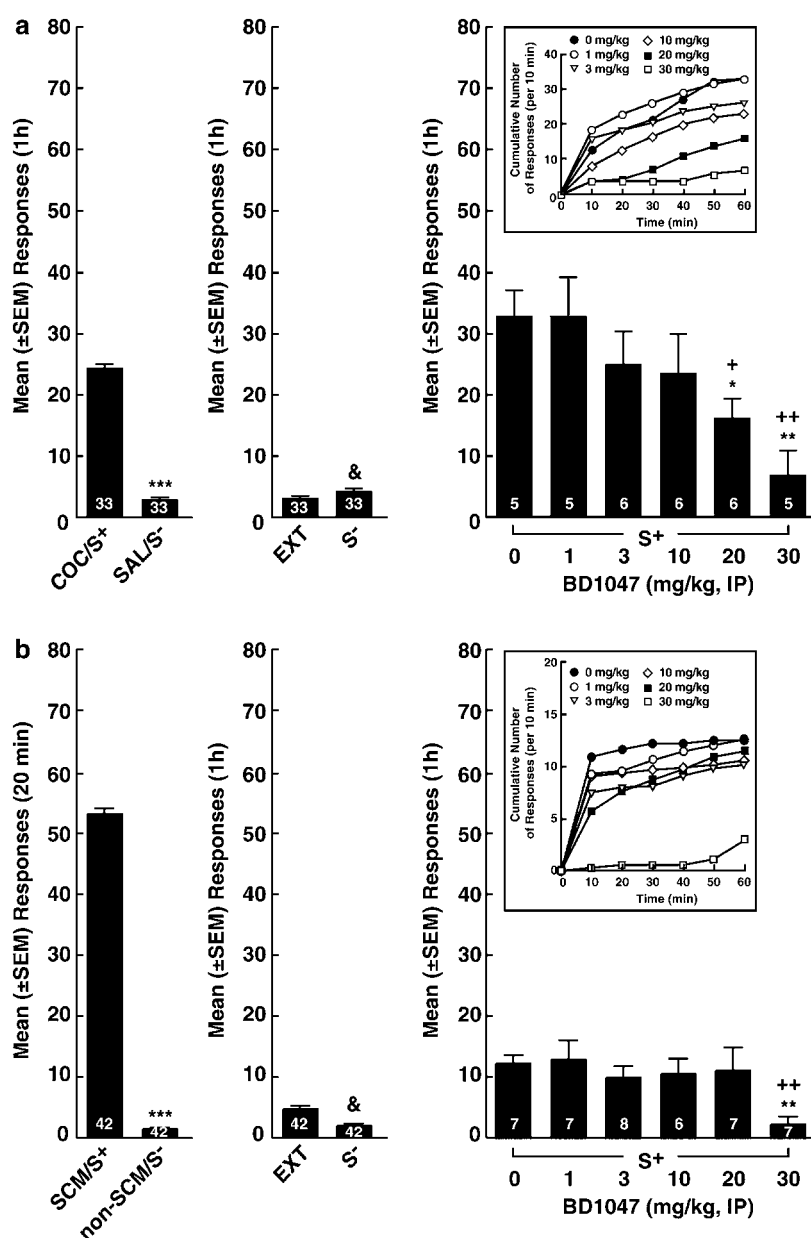 a
80
70
60
50
40
30
20
10
0
Mean (±SEM) Responses (1h)
33
***
33
COC/S+
SAL/S-
80
70
60
50
40
30
20
10
0
Mean (±SEM) Responses (1h)
33
&
33
EXT
S-
80
70
60
50
40
30
20
10
0
Mean (±SEM) Responses (1h)
0 mg/kg
1 mg/kg
3 mg/kg
10 mg/kg
20 mg/kg
30 mg/kg
40
30
20
10
0
Cumulative Number
of Responses (per 10 min)
0 10 20 30 40 50 60
Time (min)
+
*
++
**
5 5 6 6 6 5
S+
0 1 3 10 20 30
BD1047 (mg/kg, IP)
b
80
70
60
50
40
30
20
10
0
Mean (±SEM) Responses (20 min)
42
***
42
SCM/S+
non-SCM/S-
80
70
60
50
40
30
20
10
0
Mean (±SEM) Responses (1h)
42
&
42
EXT
S-
80
70
60
50
40
30
20
10
0
Mean (±SEM) Responses (1h)
0 mg/kg
1 mg/kg
3 mg/kg
10 mg/kg
20 mg/kg
30 mg/kg
20
15
10
5
0
Cumulative Number
of Responses (per 10 min)
0 10 20 30 40 50 60
Time (min)
++
**
7 7 8 6 7 7
S+
0 1 3 10 20 30
BD1047 (mg/kg, IP)